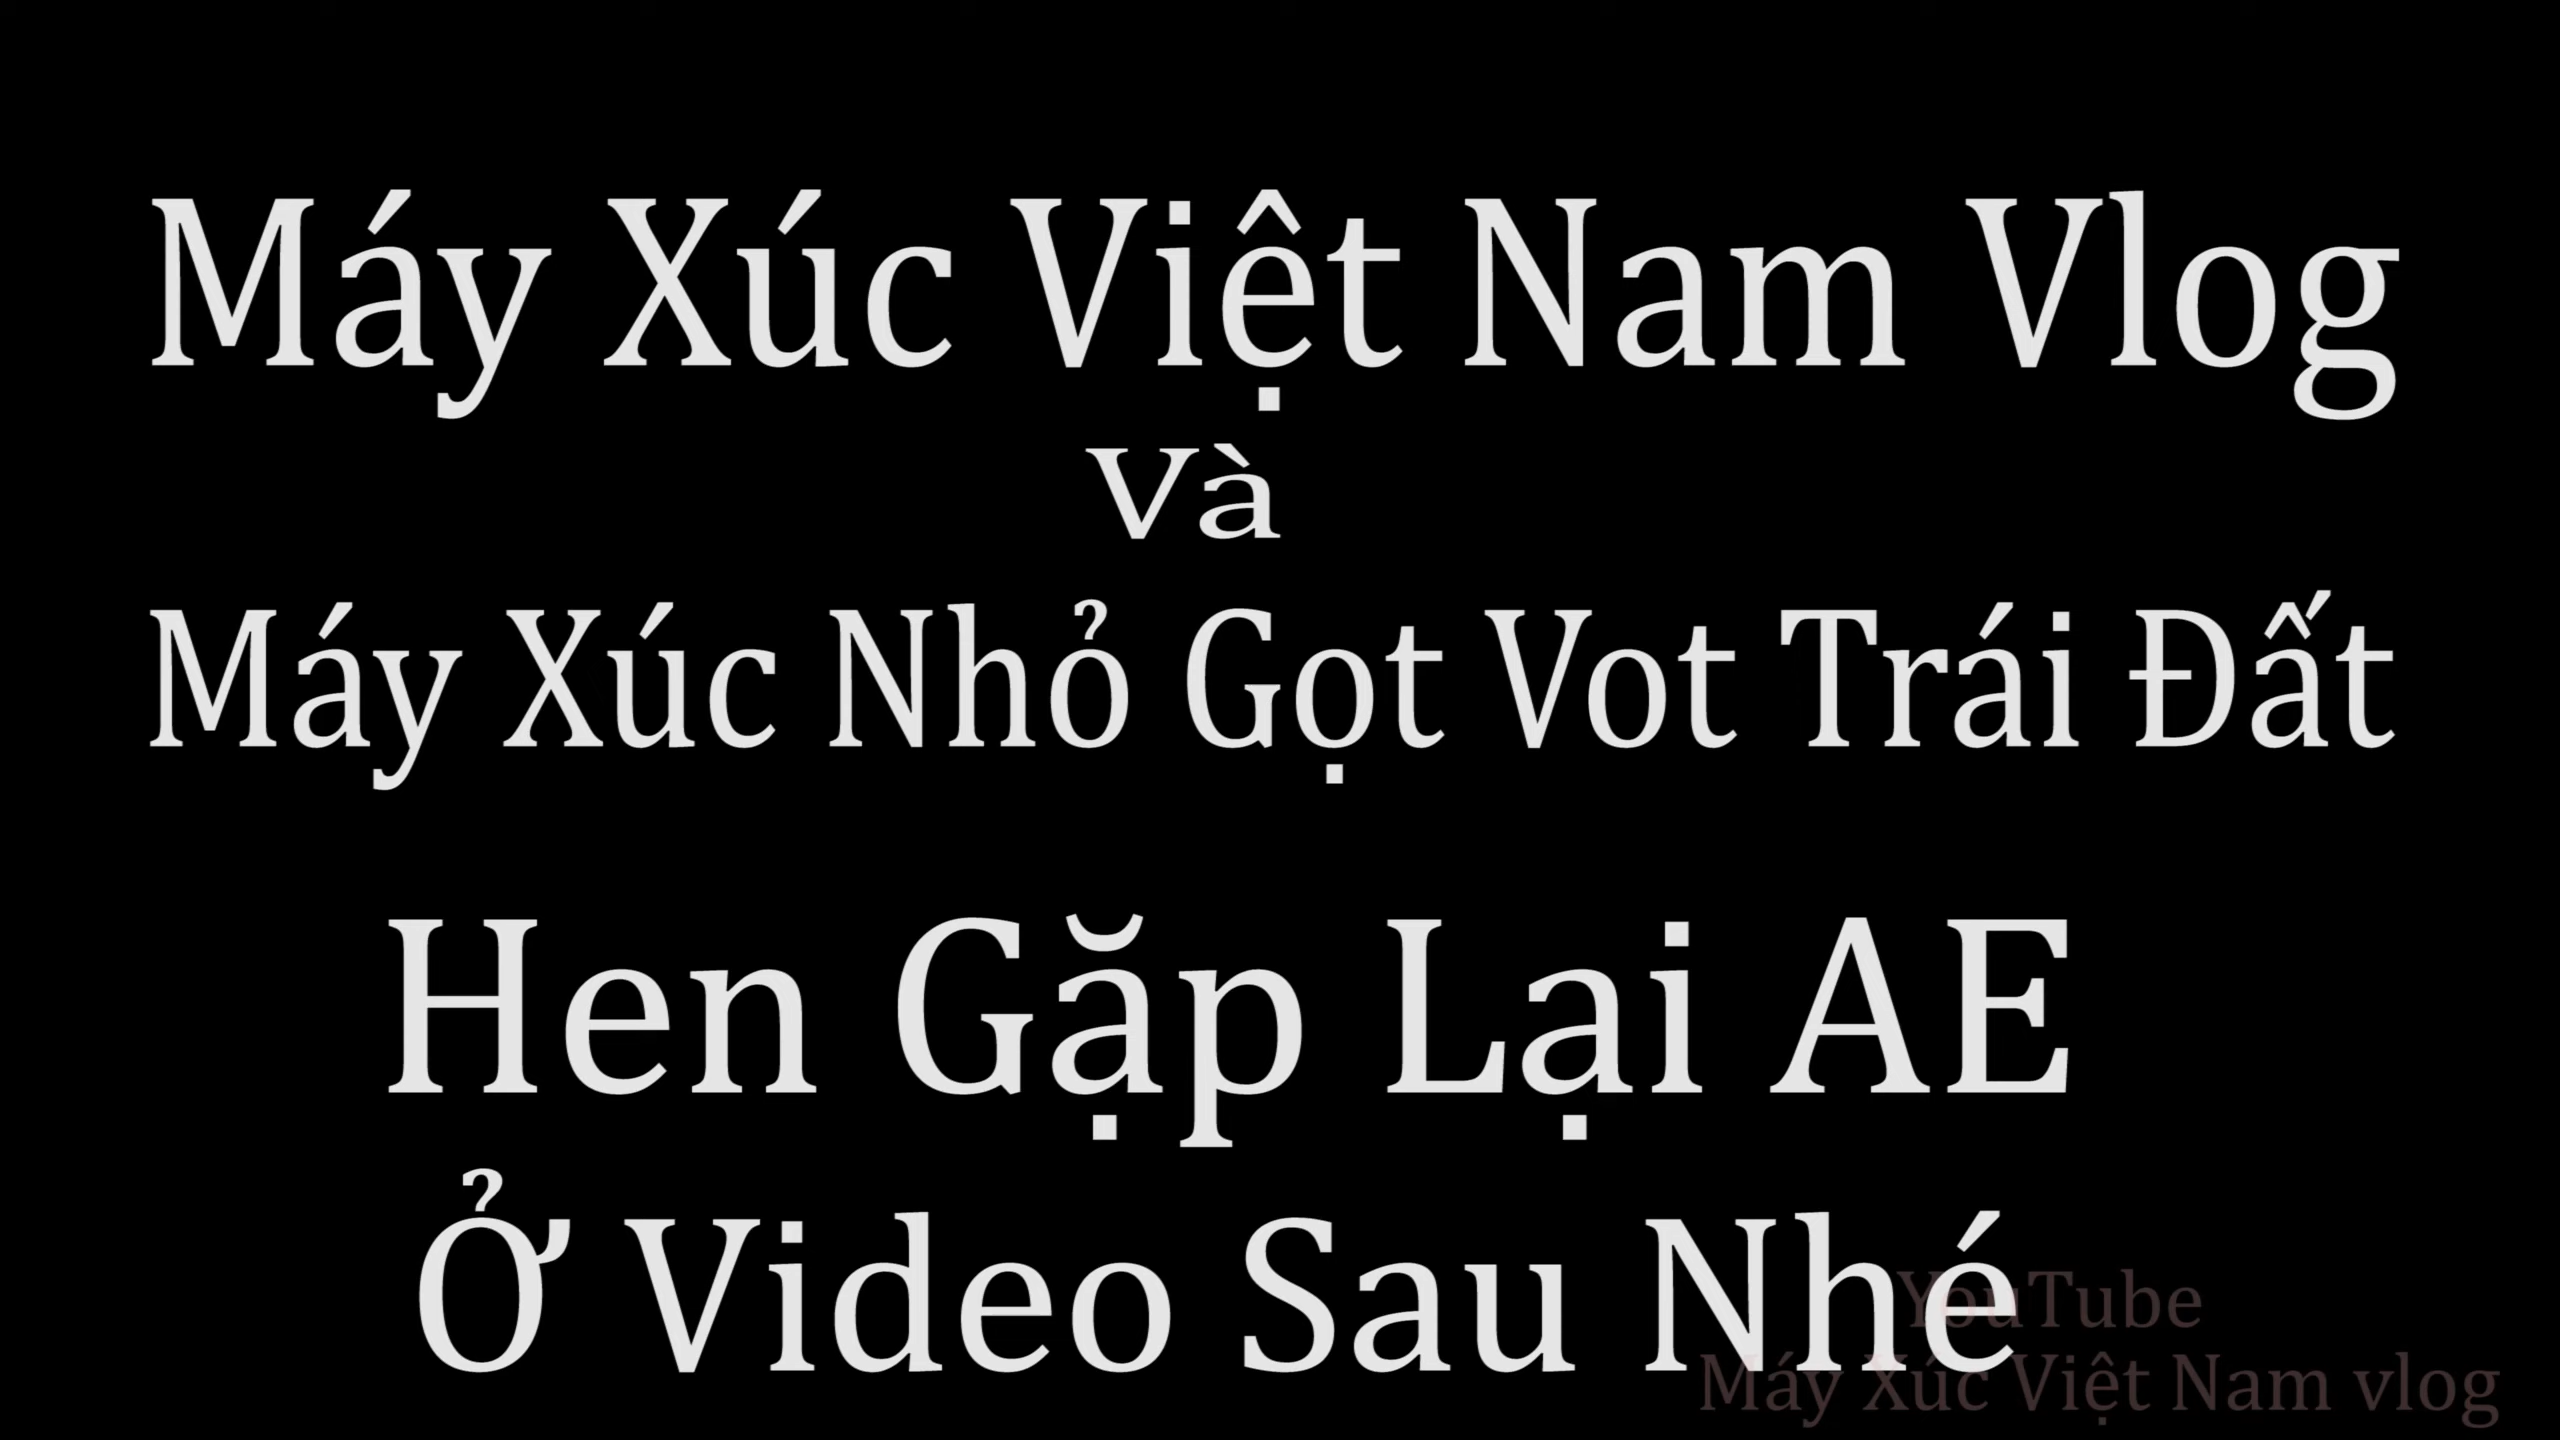 Máy Xúc Việt Nam Vlog
Và
Máy Xúc Nhỏ Gọt Vot Trái Đất
Hen Gặp Lại AE
Ở Video Sau Nhé
YouTube
Máy Xúc Việt Nam vlog